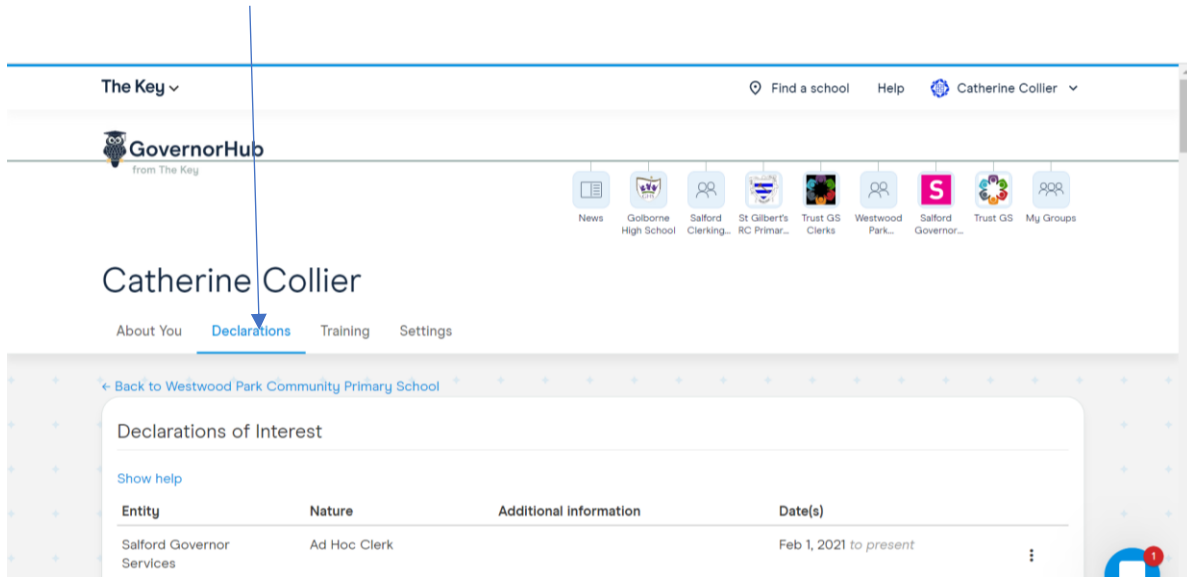 The Key
Find a school Help Catherine Collier
GovernorHub
from The Key
News Golborne Salford St Gilbert's Trust GS Westwood Salford Trust GS My Groups
High School Clerking... RC Primar... Clerks Park... Governor...
Catherine Collier
About You Declarations Training Settings
← Back to Westwood Park Community Primary School
Declarations of Interest
Show help
Entity Nature Additional information Date(s)
Salford Governor Ad Hoc Clerk Feb 1, 2021 to present
Services
1